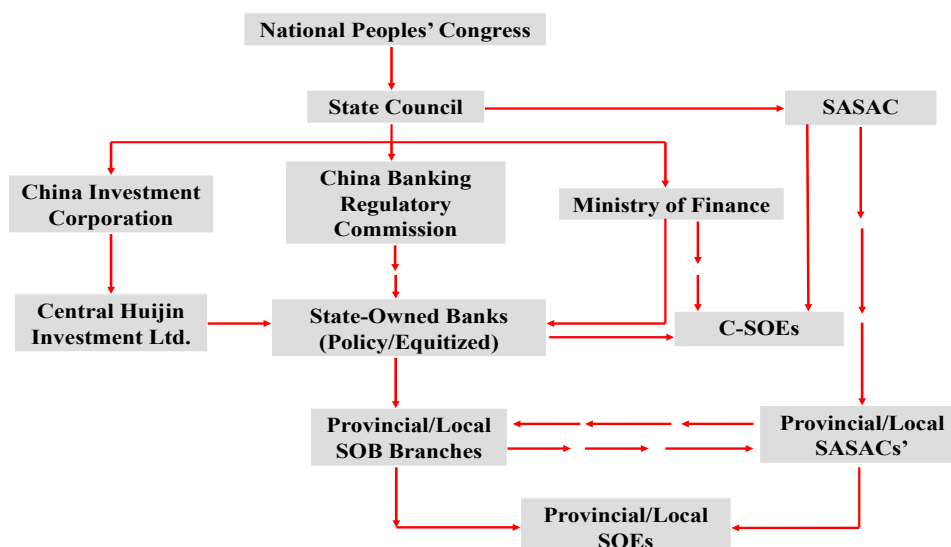 National Peoples' Congress
State Council
SASAC
China Investment
Corporation
China Banking
Regulatory
Commission
Ministry of Finance
Central Huijin
Investment Ltd.
State-Owned Banks
(Policy/Equitized)
C-SOEs
Provincial/Local
SOB Branches
Provincial/Local
SASACs'
Provincial/Local
SOEs